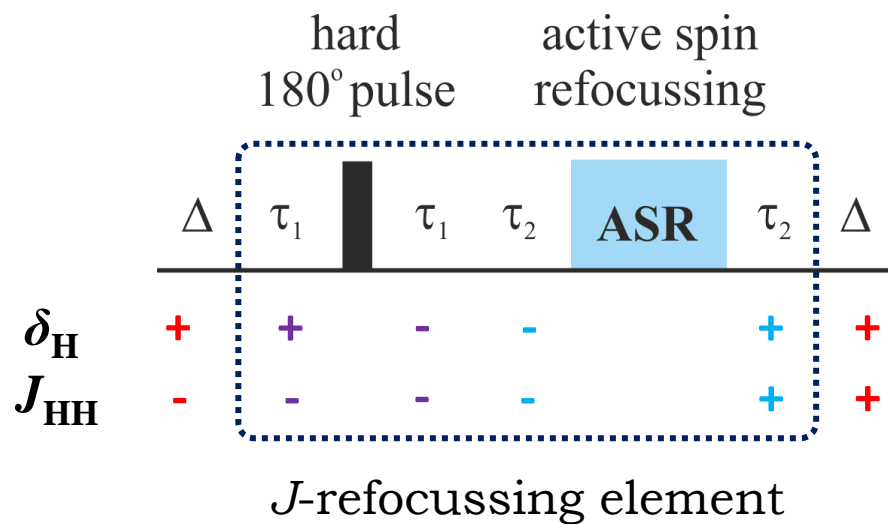 hard
180° pulse
active spin
refocussing
Δ τ₁ τ₁ τ₂ ASR τ₂ Δ
δH + + - - + +
JHH - - - - + +
J-refocussing element